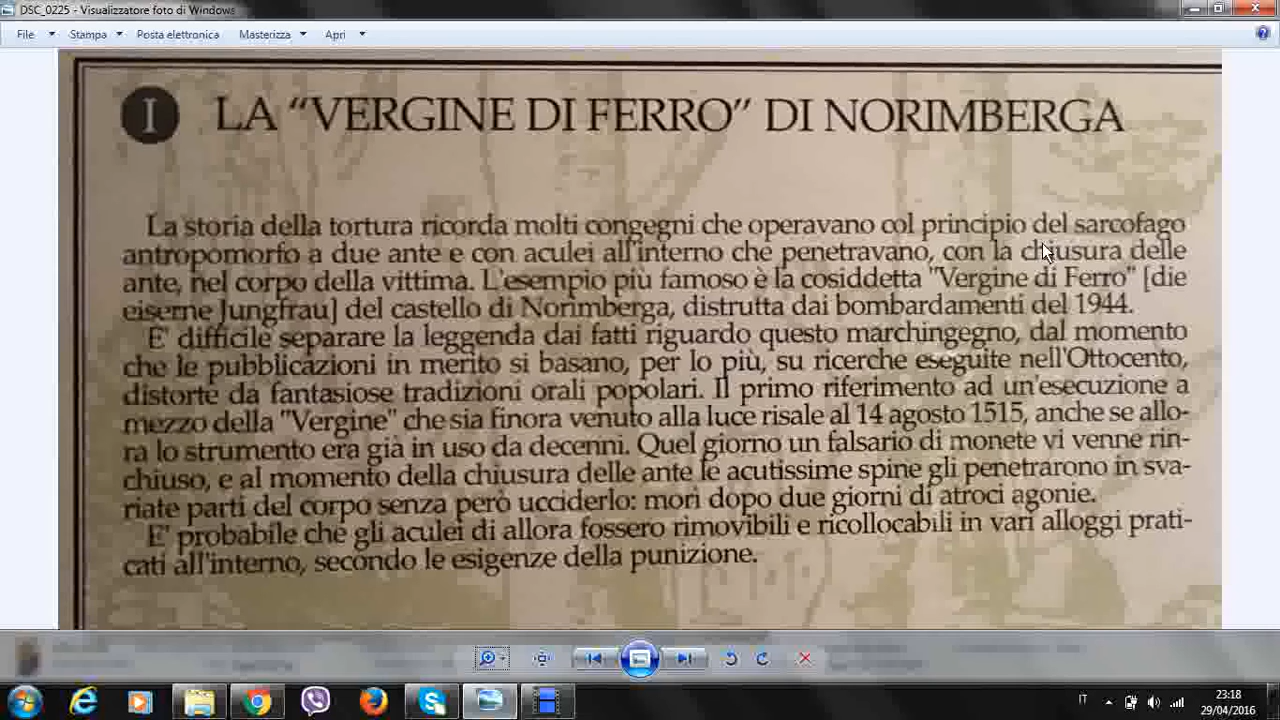 DSC_0225 - Visualizzatore foto di Windows
File Stampa Posta elettronica Masterizza Apri
I LA "VERGINE DI FERRO" DI NORIMBERGA
La storia della tortura ricorda molti congegni che operavano col principio del sarcofago
antropomorfo a due ante e con aculei all'interno che penetravano, con la chiusura delle
ante, nel corpo della vittima. L'esempio più famoso è la cosiddetta "Vergine di Ferro" [die
eiserne Jungfrau] del castello di Norimberga, distrutta dai bombardamenti del 1944.
E' difficile separare la leggenda dai fatti riguardo questo marchingegno, dal momento
che le pubblicazioni in merito si basano, per lo più, su ricerche eseguite nell'Ottocento,
distorte da fantasiose tradizioni orali popolari. Il primo riferimento ad un'esecuzione a
mezzo della "Vergine" che sia finora venuto alla luce risale al 14 agosto 1515, anche se allo-
ra lo strumento era già in uso da decenni. Quel giorno un falsario di monete vi venne rin-
chiuso, e al momento della chiusura delle ante le acutissime spine gli penetrarono in sva-
riate parti del corpo senza però ucciderlo: morì dopo due giorni di atroci agonie.
E' probabile che gli aculei di allora fossero rimovibili e ricollocabili in vari alloggi prati-
cati all'interno, secondo le esigenze della punizione.
IT
23:18
29/04/2016